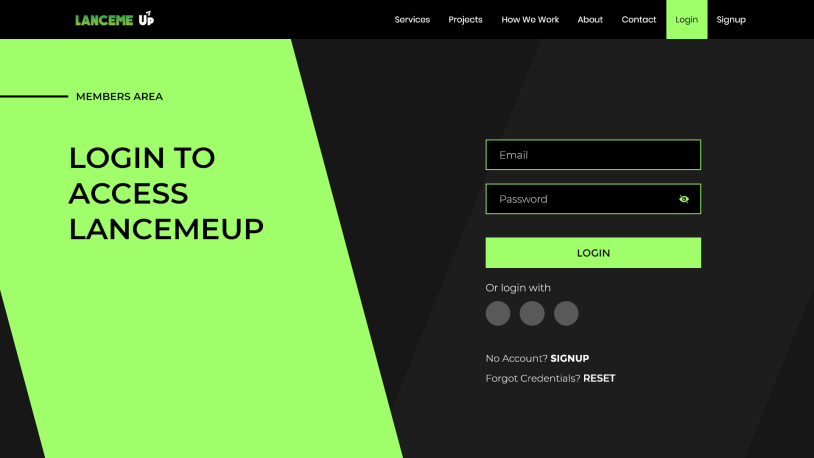 LANCEME UP
Services Projects How We Work About Contact Login Signup
MEMBERS AREA
LOGIN TO
ACCESS
LANCEMEUP
Email
Password
LOGIN
Or login with
No Account? SIGNUP
Forgot Credentials? RESET